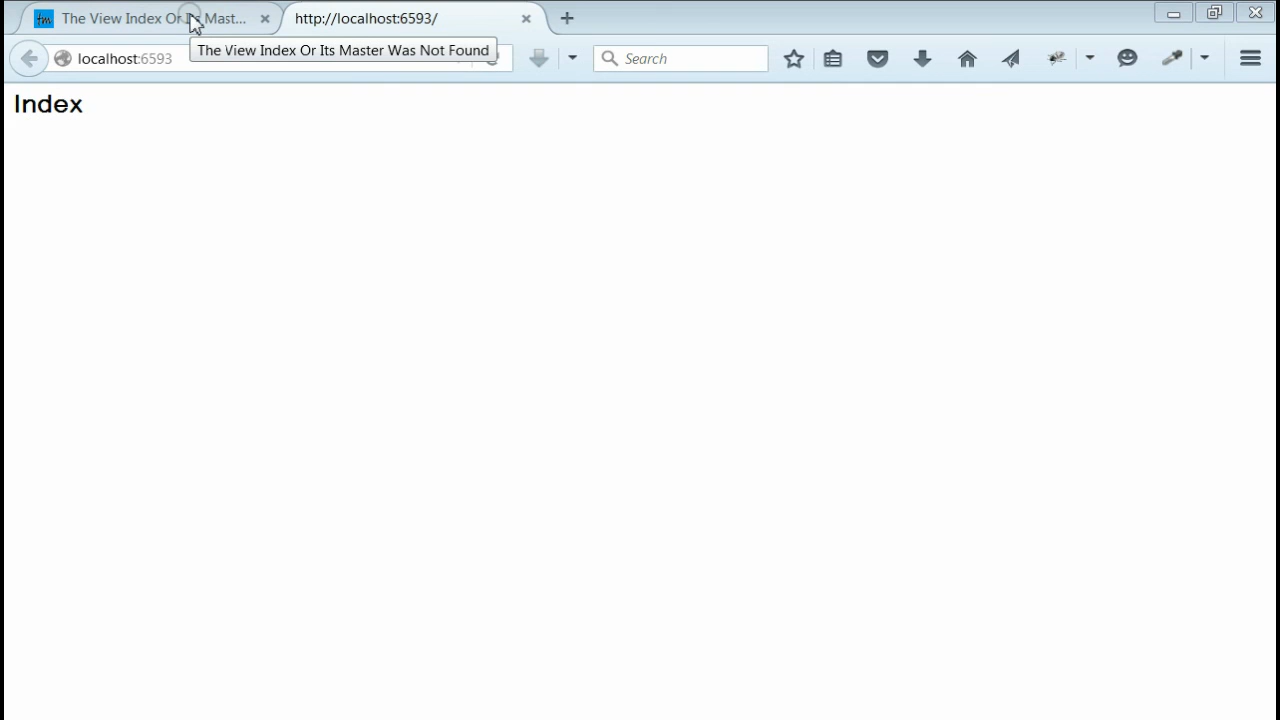 tm The View Index Or Its Mast...
http://localhost:6593/
The View Index Or Its Master Was Not Found
localhost:6593
Search
Index